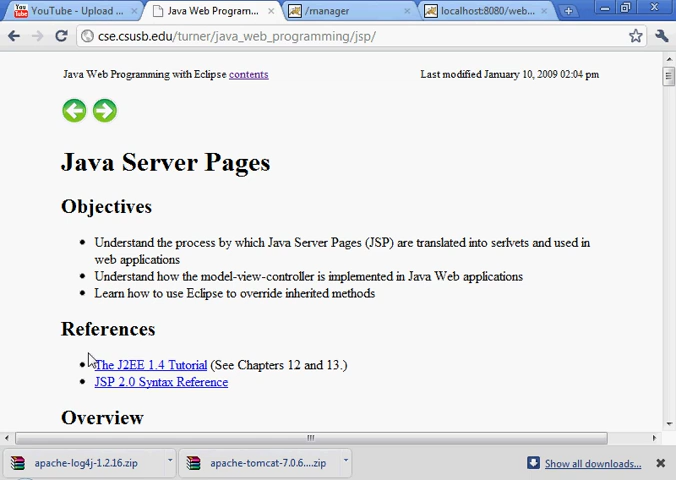 YouTube - Upload ...
Java Web Program...
/manager
localhost:8080/web...
cse.csusb.edu/turner/java_web_programming/jsp/
Java Web Programming with Eclipse contents
Last modified January 10, 2009 02:04 pm
Java Server Pages
Objectives
Understand the process by which Java Server Pages (JSP) are translated into serlvets and used in
web applications
Understand how the model-view-controller is implemented in Java Web applications
Learn how to use Eclipse to override inherited methods
References
The J2EE 1.4 Tutorial (See Chapters 12 and 13.)
JSP 2.0 Syntax Reference
Overview
apache-log4j-1.2.16.zip
apache-tomcat-7.0.6....zip
Show all downloads...